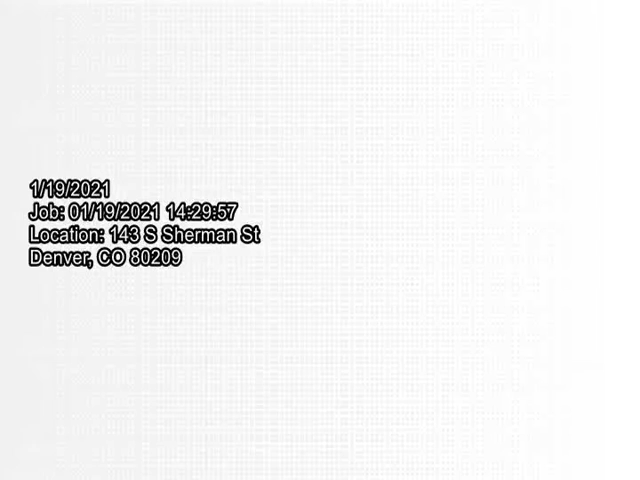 1/19/2021
Job: 01/19/2021 14:29:57
Location: 143 S Sherman St
Denver, CO 80209